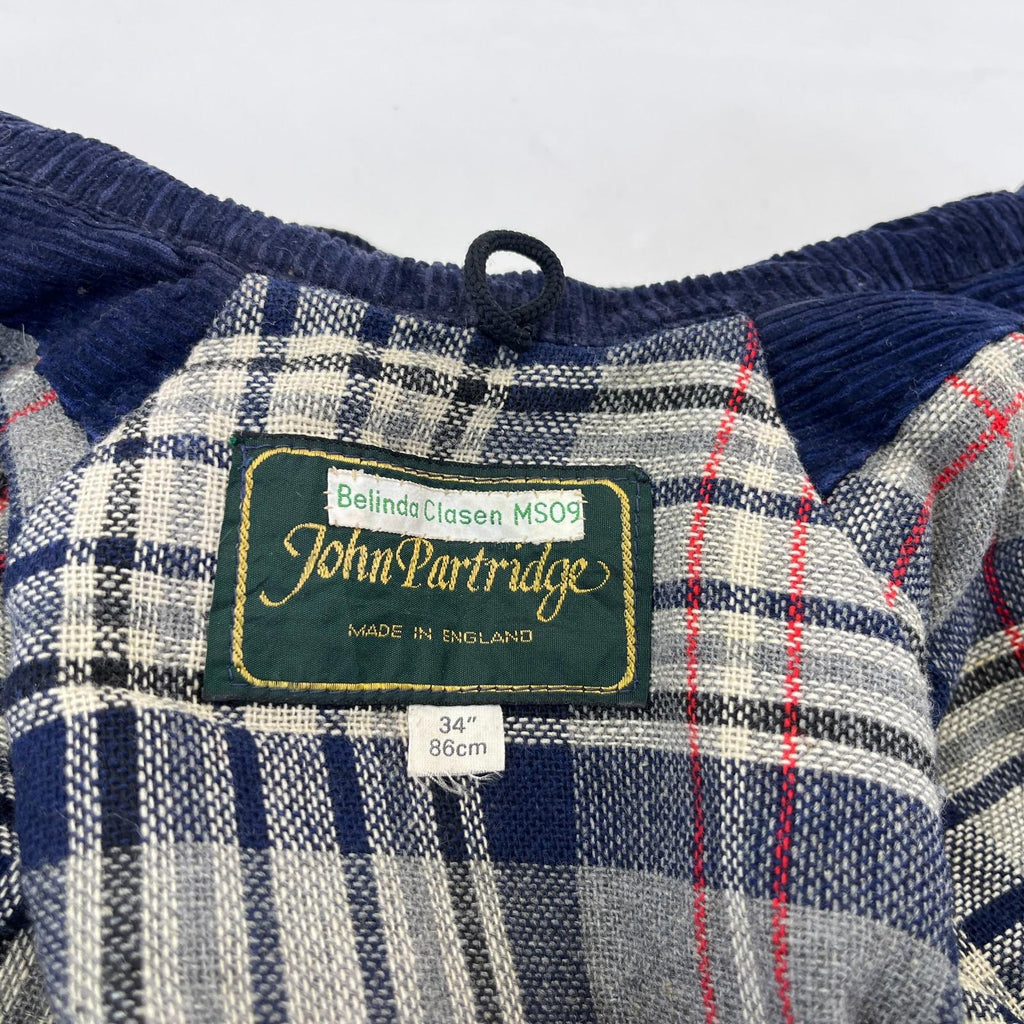 Belinda Clasen MS09
John Partridge
MADE IN ENGLAND
34"
86cm